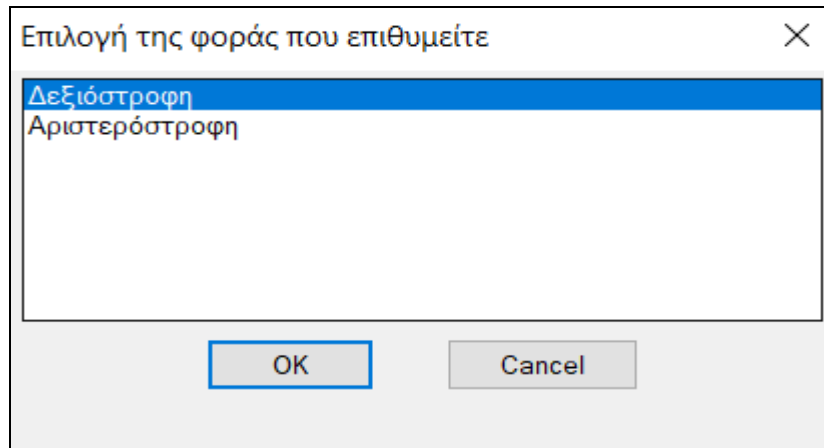 Επιλογή της φοράς που επιθυμείτε
Δεξιόστροφη
Αριστερόστροφη
OK
Cancel